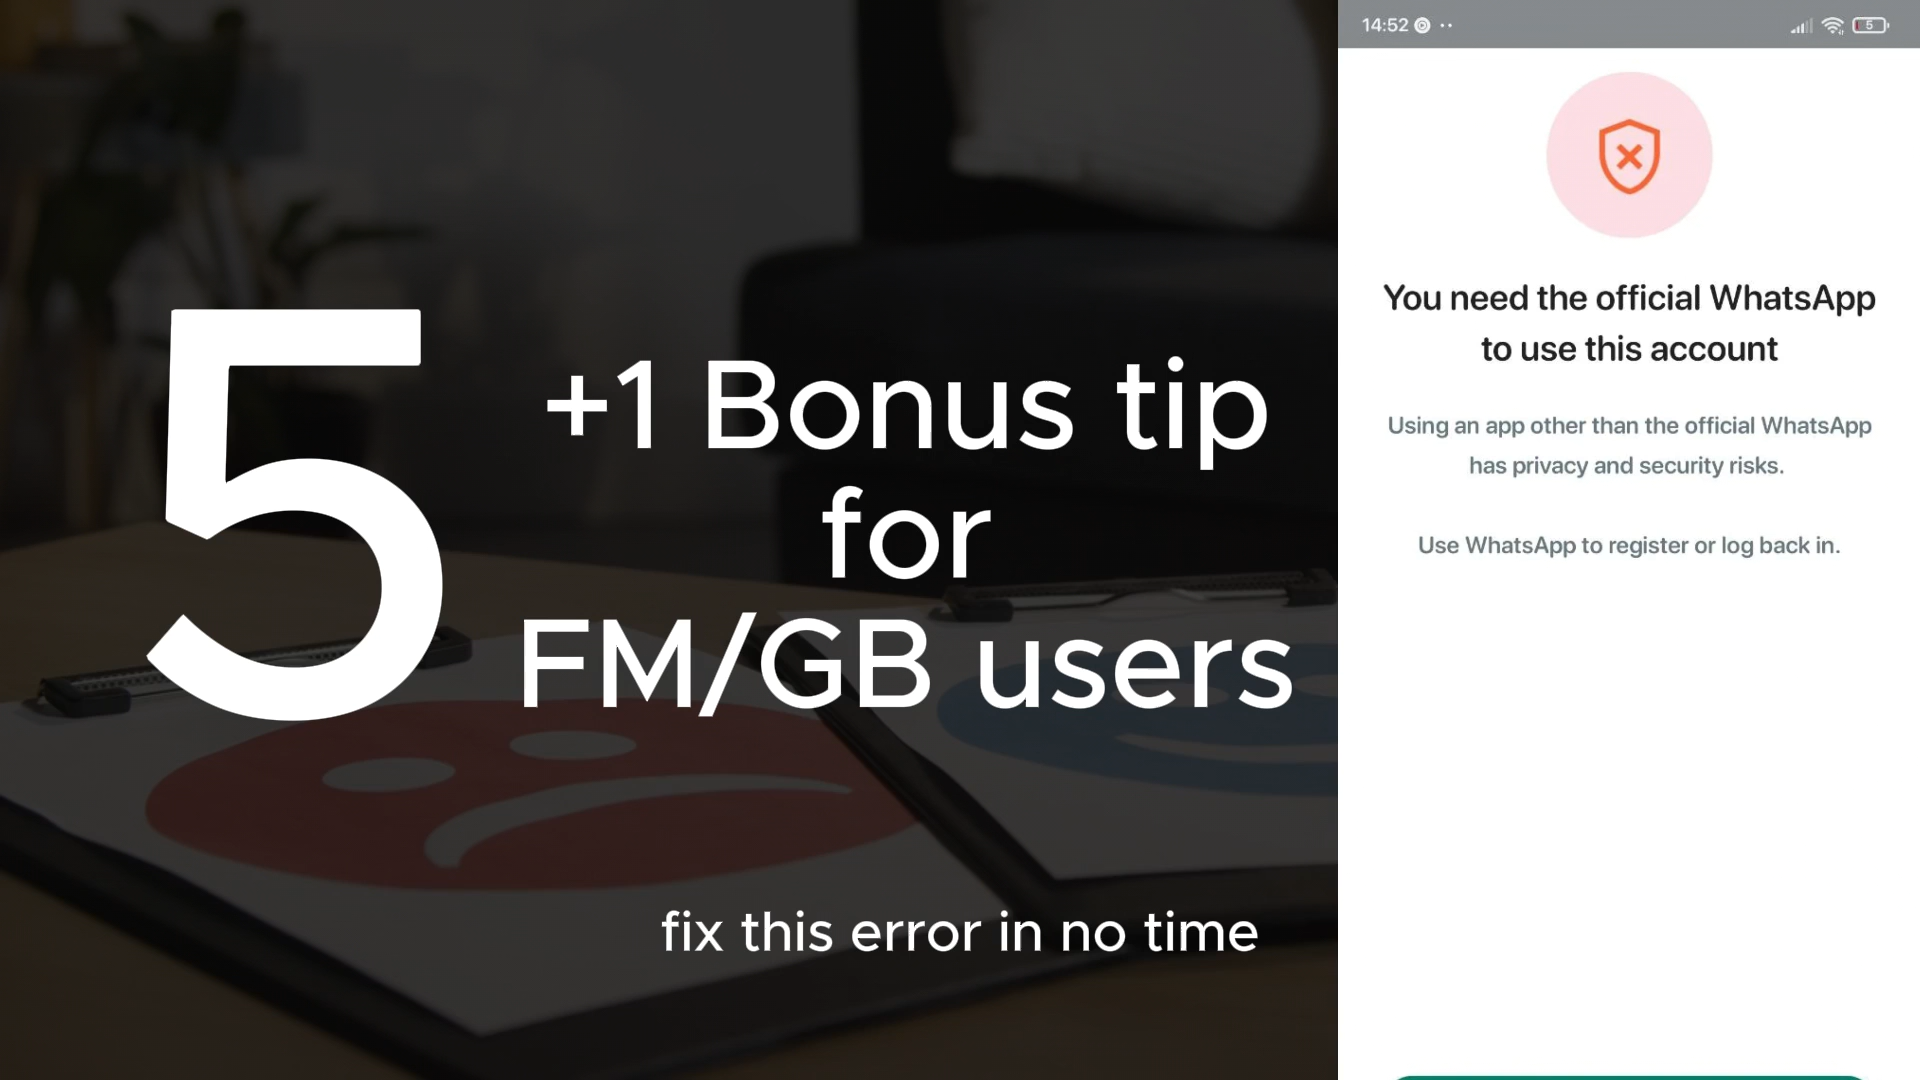 5
+1 Bonus tip
for
FM/GB users
fix this error in no time
14:52
5
You need the official WhatsApp
to use this account
Using an app other than the official WhatsApp
has privacy and security risks.
Use WhatsApp to register or log back in.